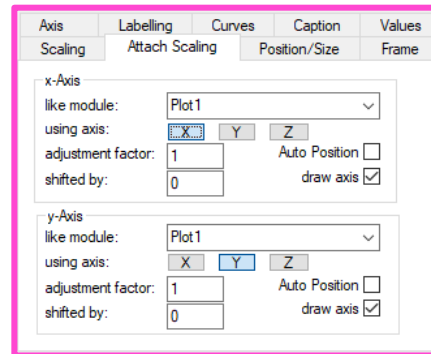 Axis Labelling Curves Caption Values
Scaling Attach Scaling Position/Size Frame
x-Axis
like module: Plot1
using axis: X Y Z
adjustment factor: 1 Auto Position
shifted by: 0 draw axis
y-Axis
like module: Plot1
using axis: X Y Z
adjustment factor: 1 Auto Position
shifted by: 0 draw axis